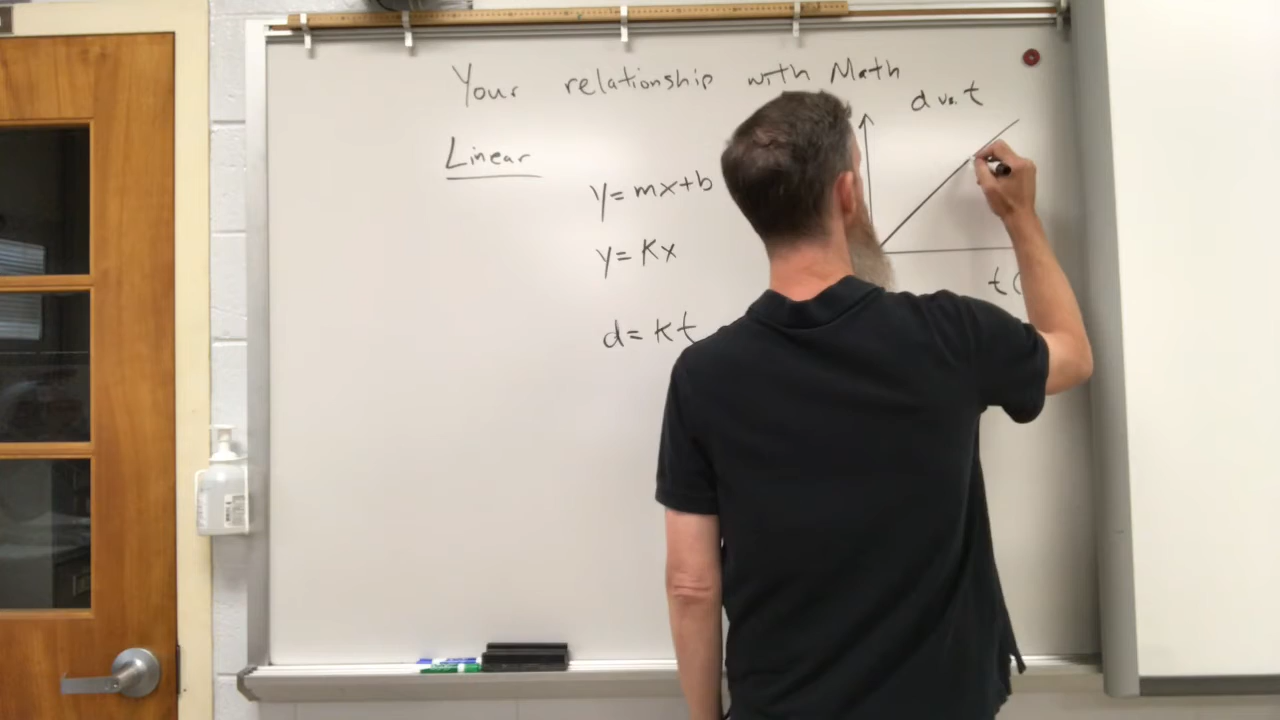 Your relationship with Math
d vs. t
Linear
y = mx+b
y = Kx
t (
d = Kt